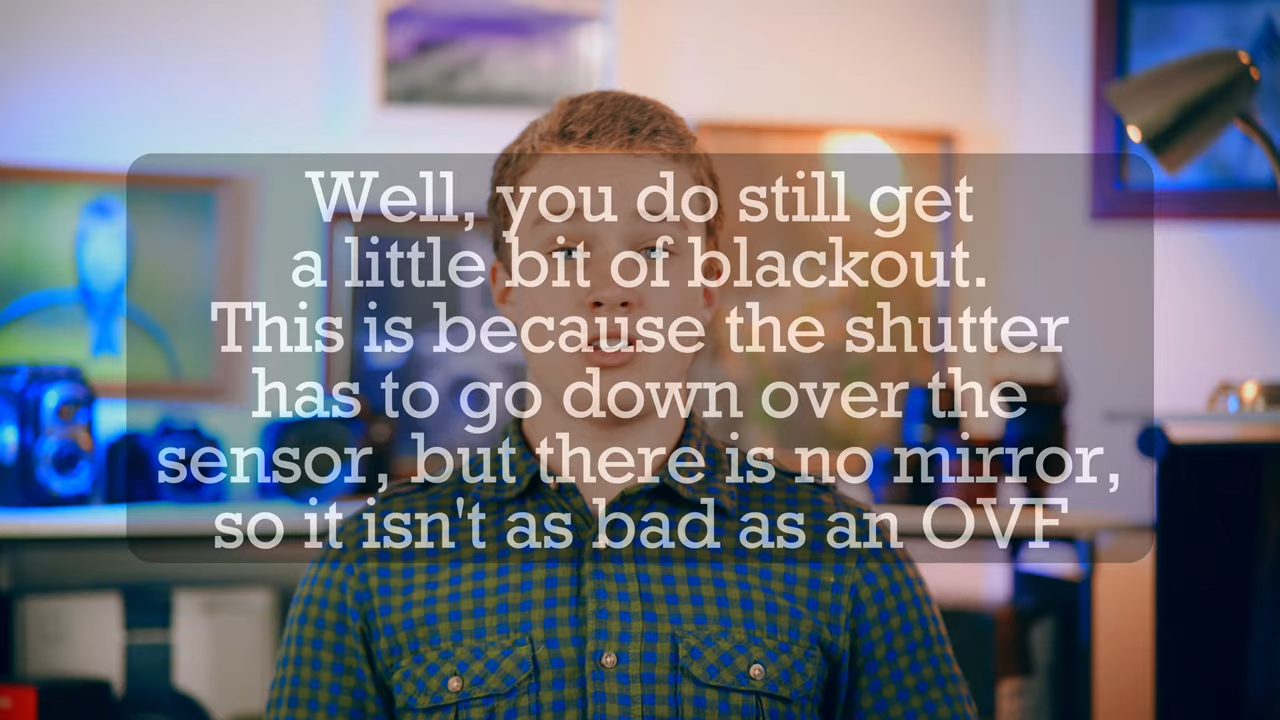 Well, you do still get
a little bit of blackout.
This is because the shutter
has to go down over the
sensor, but there is no mirror,
so it isn't as bad as an OVF